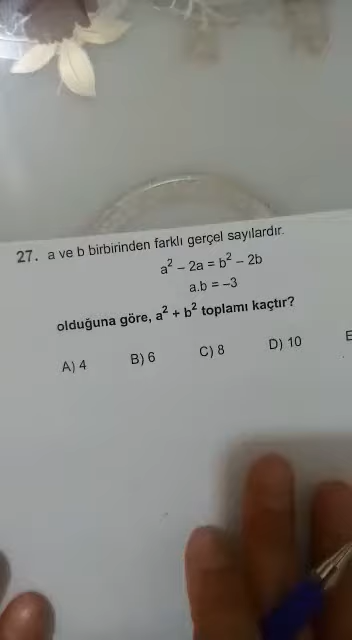 27. a ve b birbirinden farklı gerçel sayılardır.
a² – 2a = b² – 2b
a.b = –3
olduğuna göre, a² + b² toplamı kaçtır?
A) 4 B) 6 C) 8 D) 10 E